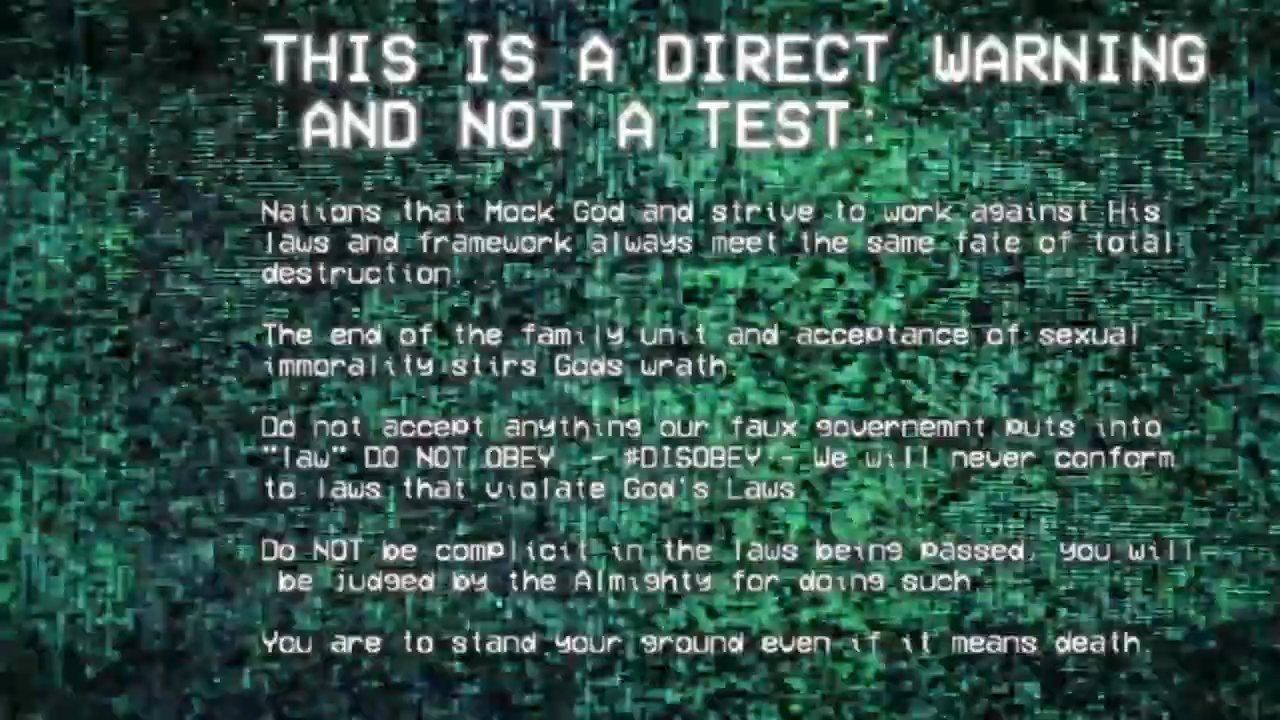 THIS IS A DIRECT WARNING
AND NOT A TEST:
Nations that Mock God and strive to work against His
laws and framework always meet the same fate of total
destruction.
The end of the family unit and acceptance of sexual
immorality stirs Gods wrath.
Do not accept anything our faux governemnt puts into
"law" DO NOT OBEY - #DISOBEY - We will never conform
to laws that violate God's Laws.
Do NOT be complicit in the laws being passed, you will
be judged by the Almighty for doing such.
You are to stand your ground even if it means death.